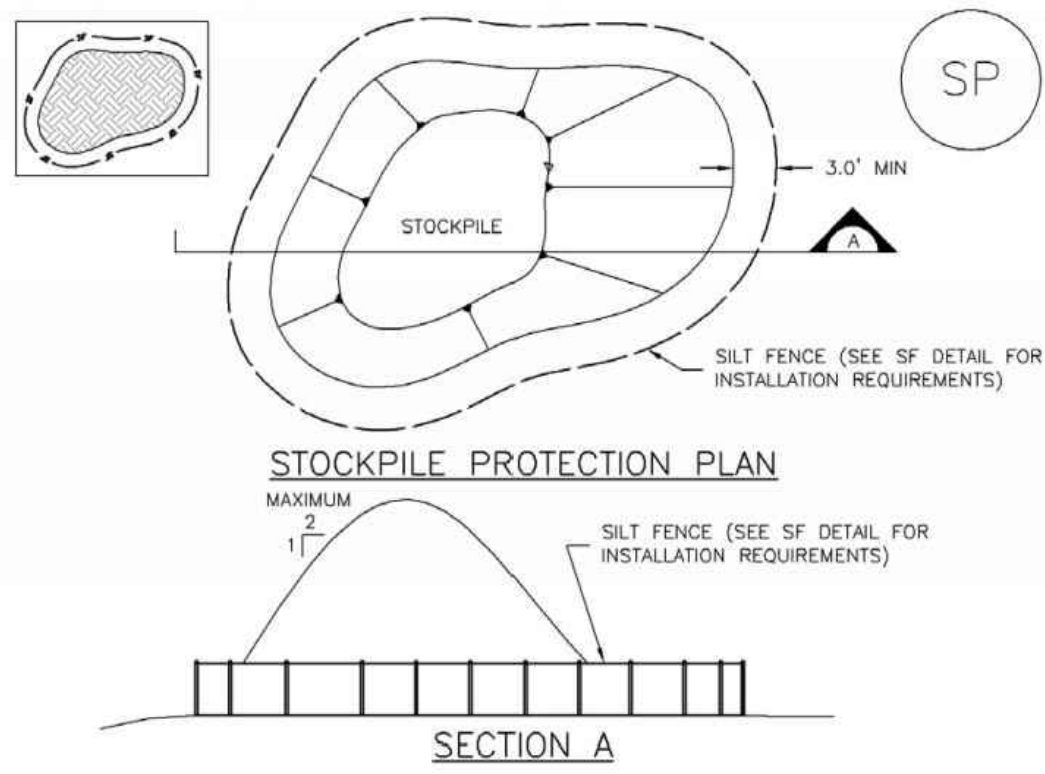 SP
3.0' MIN
STOCKPILE
A
SILT FENCE (SEE SF DETAIL FOR
INSTALLATION REQUIREMENTS)
STOCKPILE PROTECTION PLAN
MAXIMUM
2
1
SILT FENCE (SEE SF DETAIL FOR
INSTALLATION REQUIREMENTS)
SECTION A